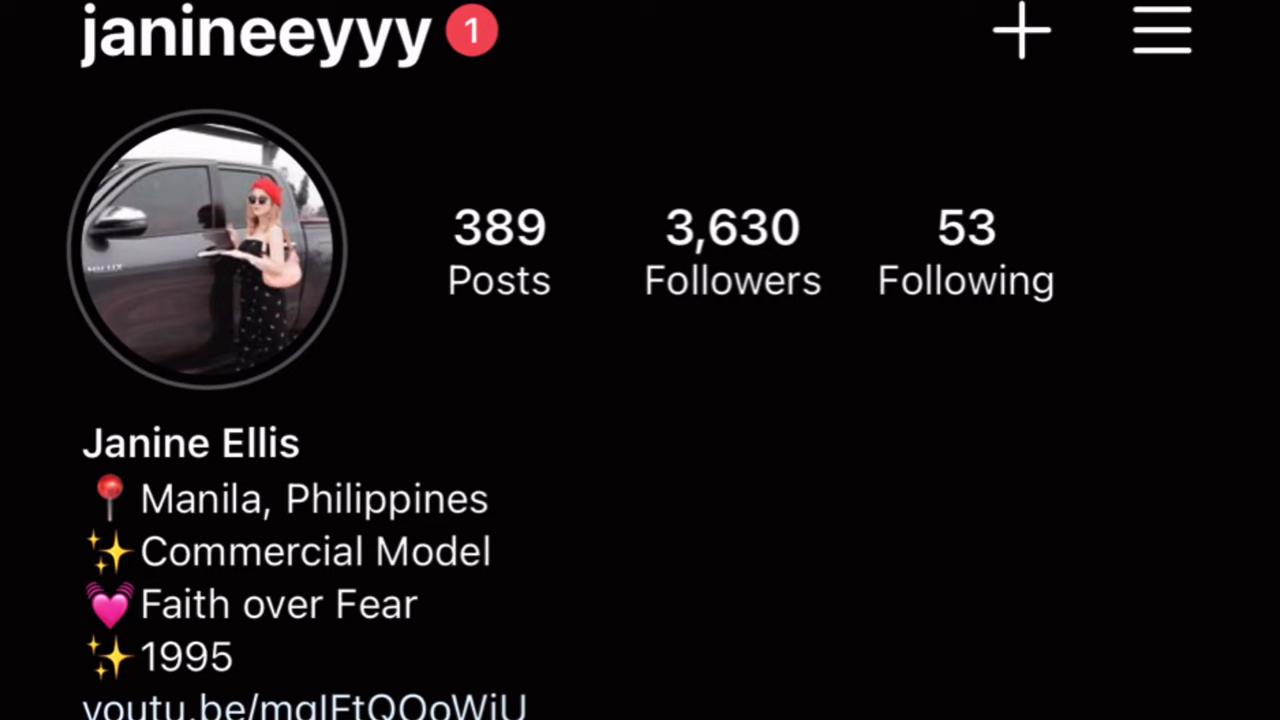 janineeyyy 1
389 3,630 53
Posts Followers Following
Janine Ellis
Manila, Philippines
Commercial Model
Faith over Fear
1995